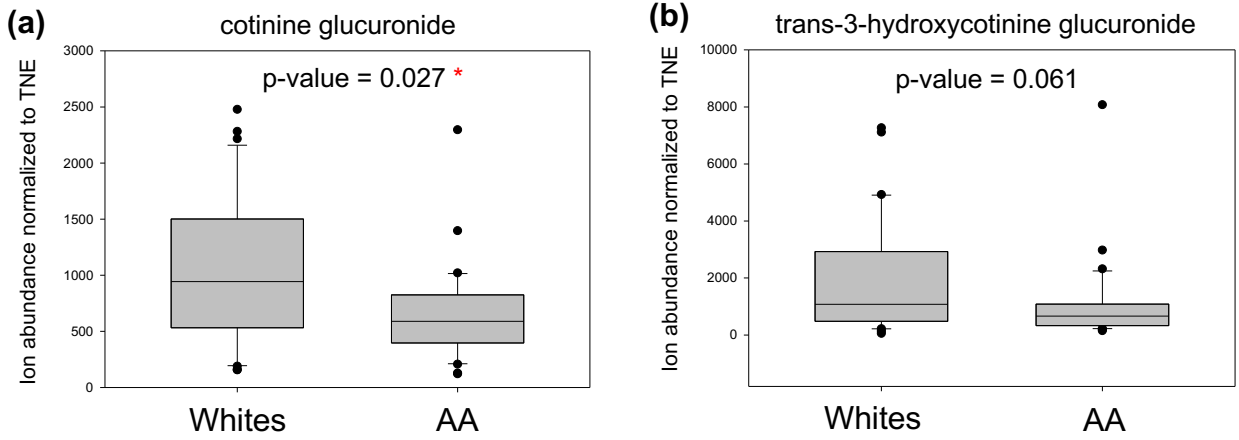 (a)
cotinine glucuronide
Ion abundance normalized to TNE
3000
2500
2000
1500
1000
500
0
p-value = 0.027 *
Whites
AA
(b)
trans-3-hydroxycotinine glucuronide
Ion abundance normalized to TNE
10000
8000
6000
4000
2000
0
p-value = 0.061
Whites
AA